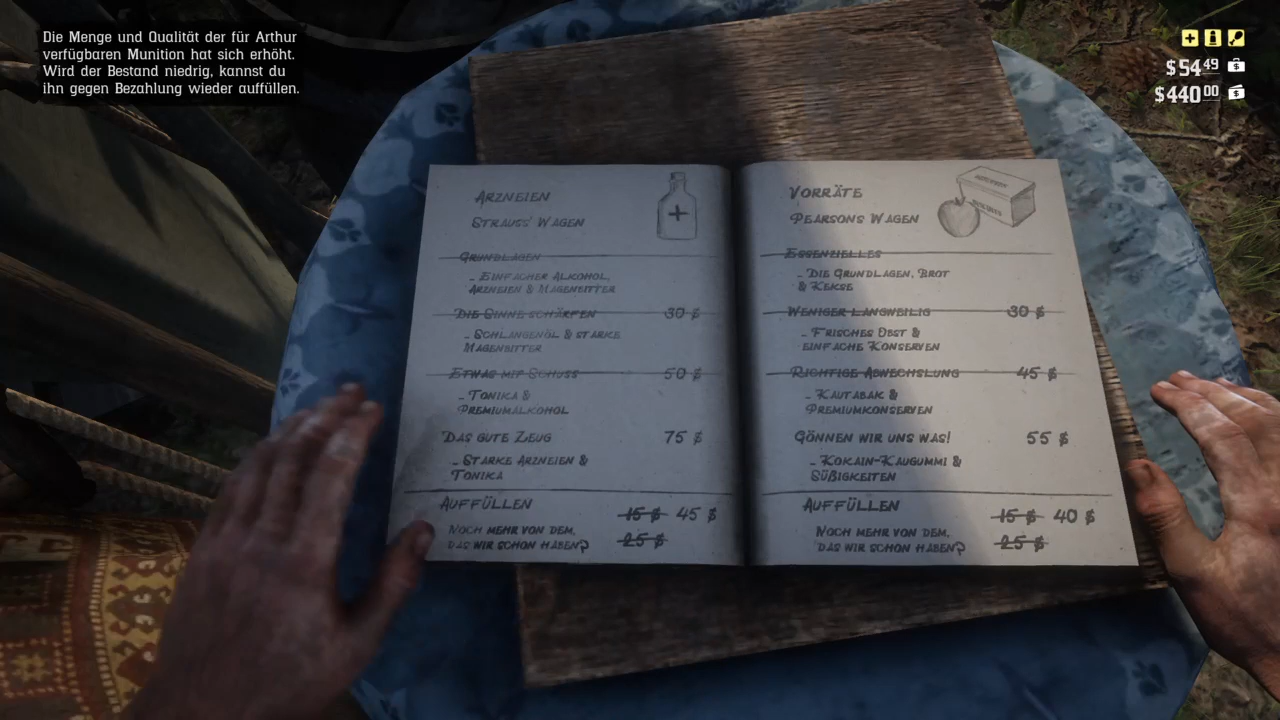 Die Menge und Qualität der für Arthur
verfügbaren Munition hat sich erhöht.
Wird der Bestand niedrig, kannst du
ihn gegen Bezahlung wieder auffüllen.
$54 49
$440 00
ARZNEIEN
STRAUSS' WAGEN
GRUNDLAGEN
- EINFACHER ALKOHOL,
ARZNEIEN & MAGENBITTER
DIE SINNE SCHÄRFEN 30 $
- SCHLANGENÖL & STARKE
MAGENBITTER
ETWAS MIT SCHUSS 50 $
- TONIKA &
PREMIUMALKOHOL
DAS GUTE ZEUG 75 $
- STARKE ARZNEIEN &
TONIKA
AUFFÜLLEN 15 $ 45 $
NOCH MEHR VON DEM,
DAS WIR SCHON HABEN? 25 $
VORRÄTE
PEARSONS WAGEN
ESSENZIELLES
- DIE GRUNDLAGEN, BROT
& KEKSE
WENIGER LANGWEILIG 30 $
- FRISCHES OBST &
EINFACHE KONSERVEN
RICHTIGE ABWECHSLUNG 45 $
- KAUTABAK &
PREMIUMKONSERVEN
GÖNNEN WIR UNS WAS! 55 $
- KOKAIN-KAUGUMMI &
SÜßIGKEITEN
AUFFÜLLEN 15 $ 40 $
NOCH MEHR VON DEM,
DAS WIR SCHON HABEN? 25 $